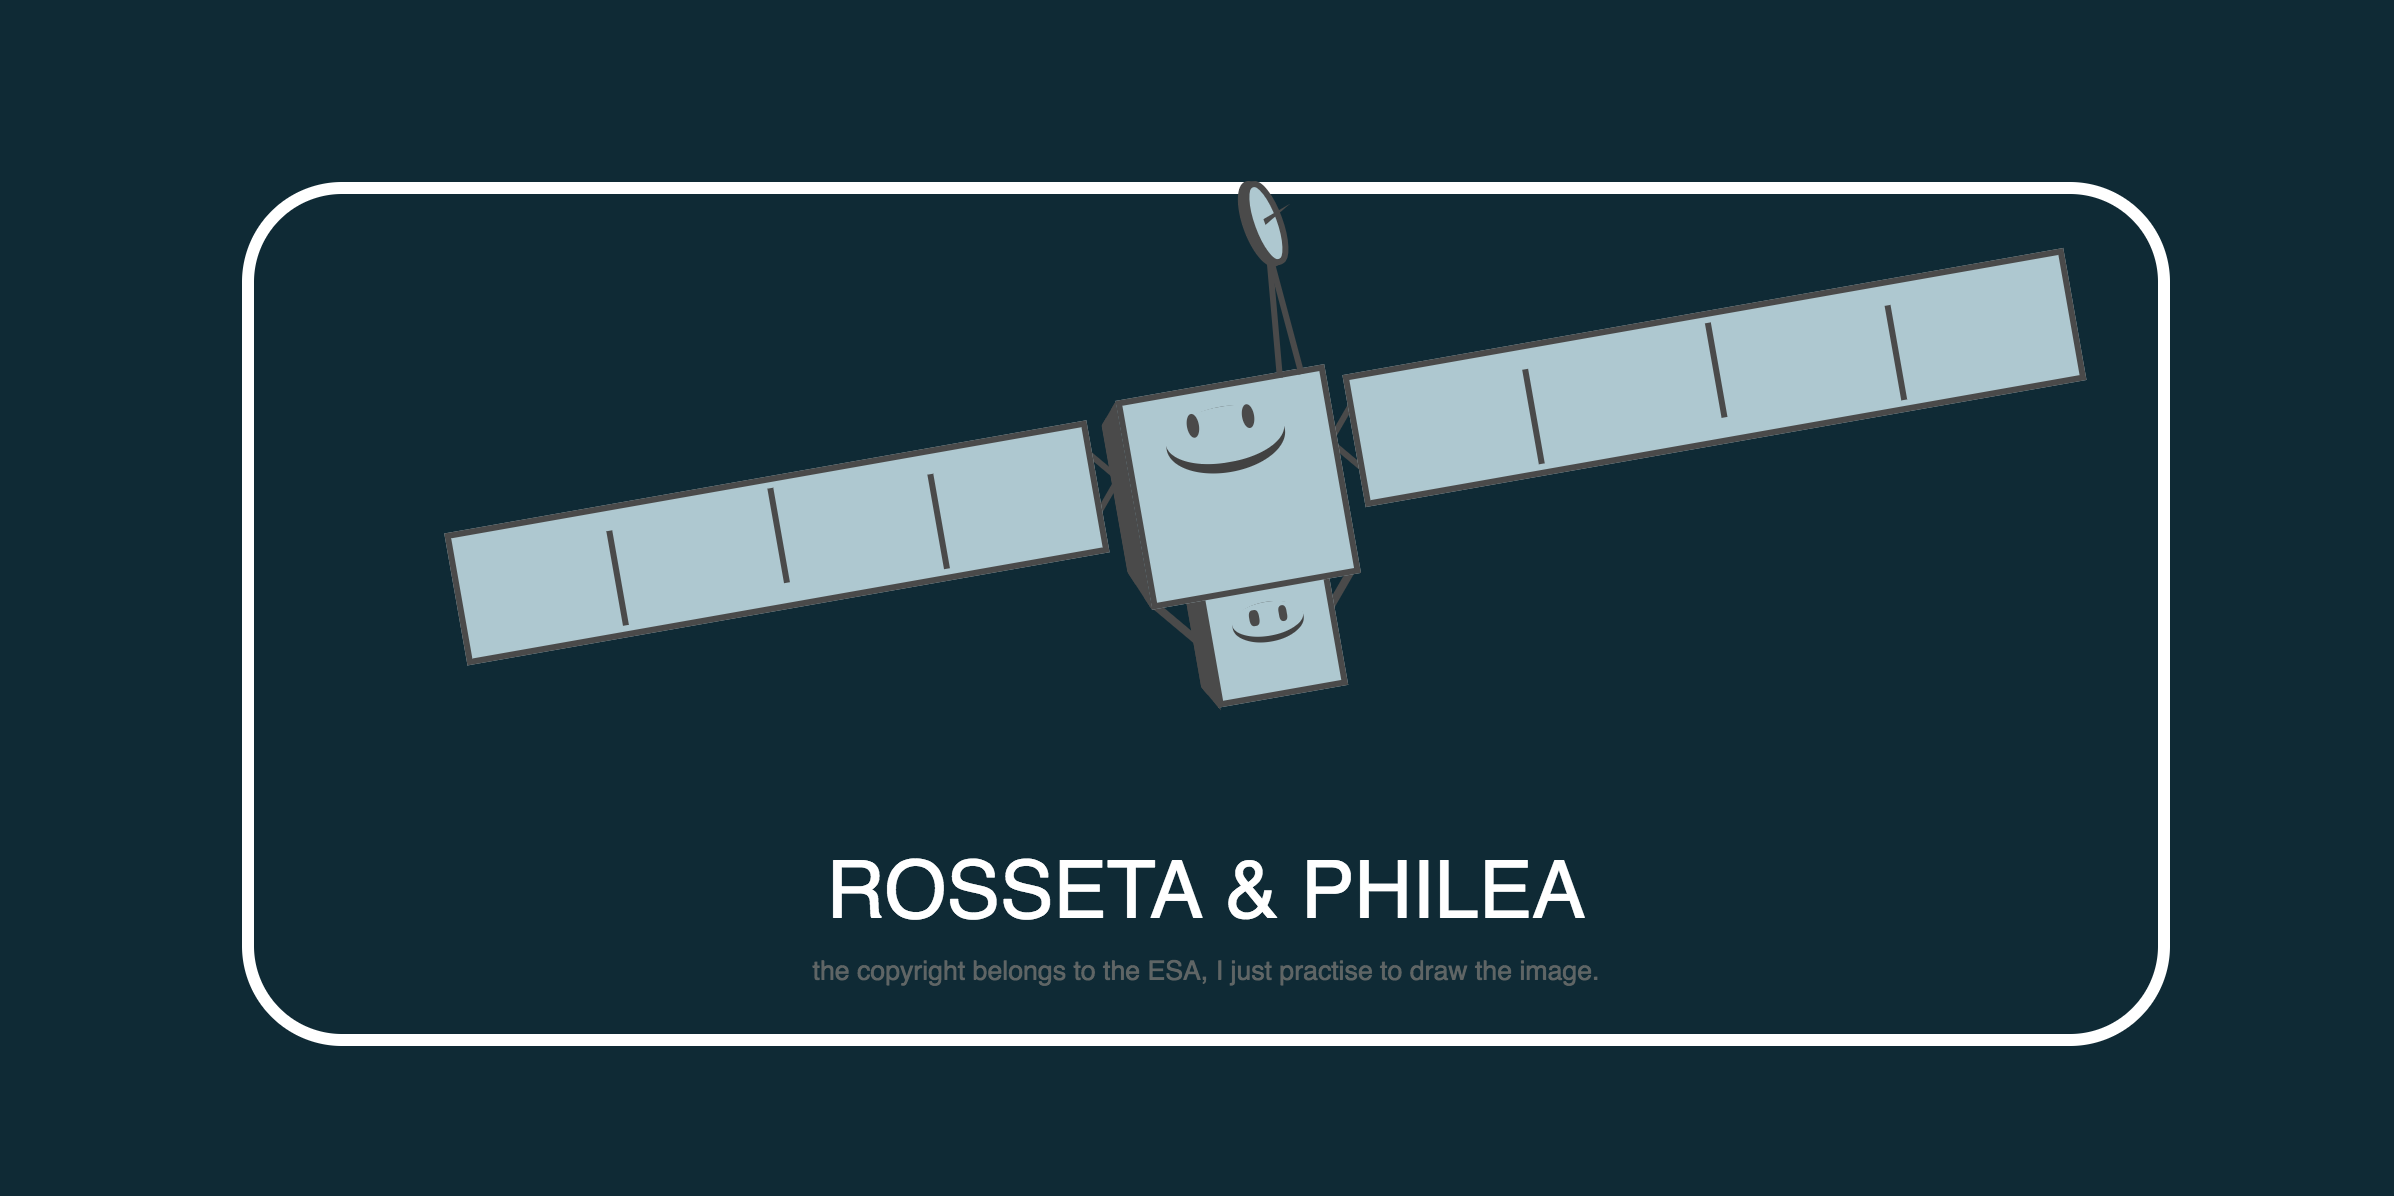 ROSSETA & PHILEA
the copyright belongs to the ESA, I just practise to draw the image.